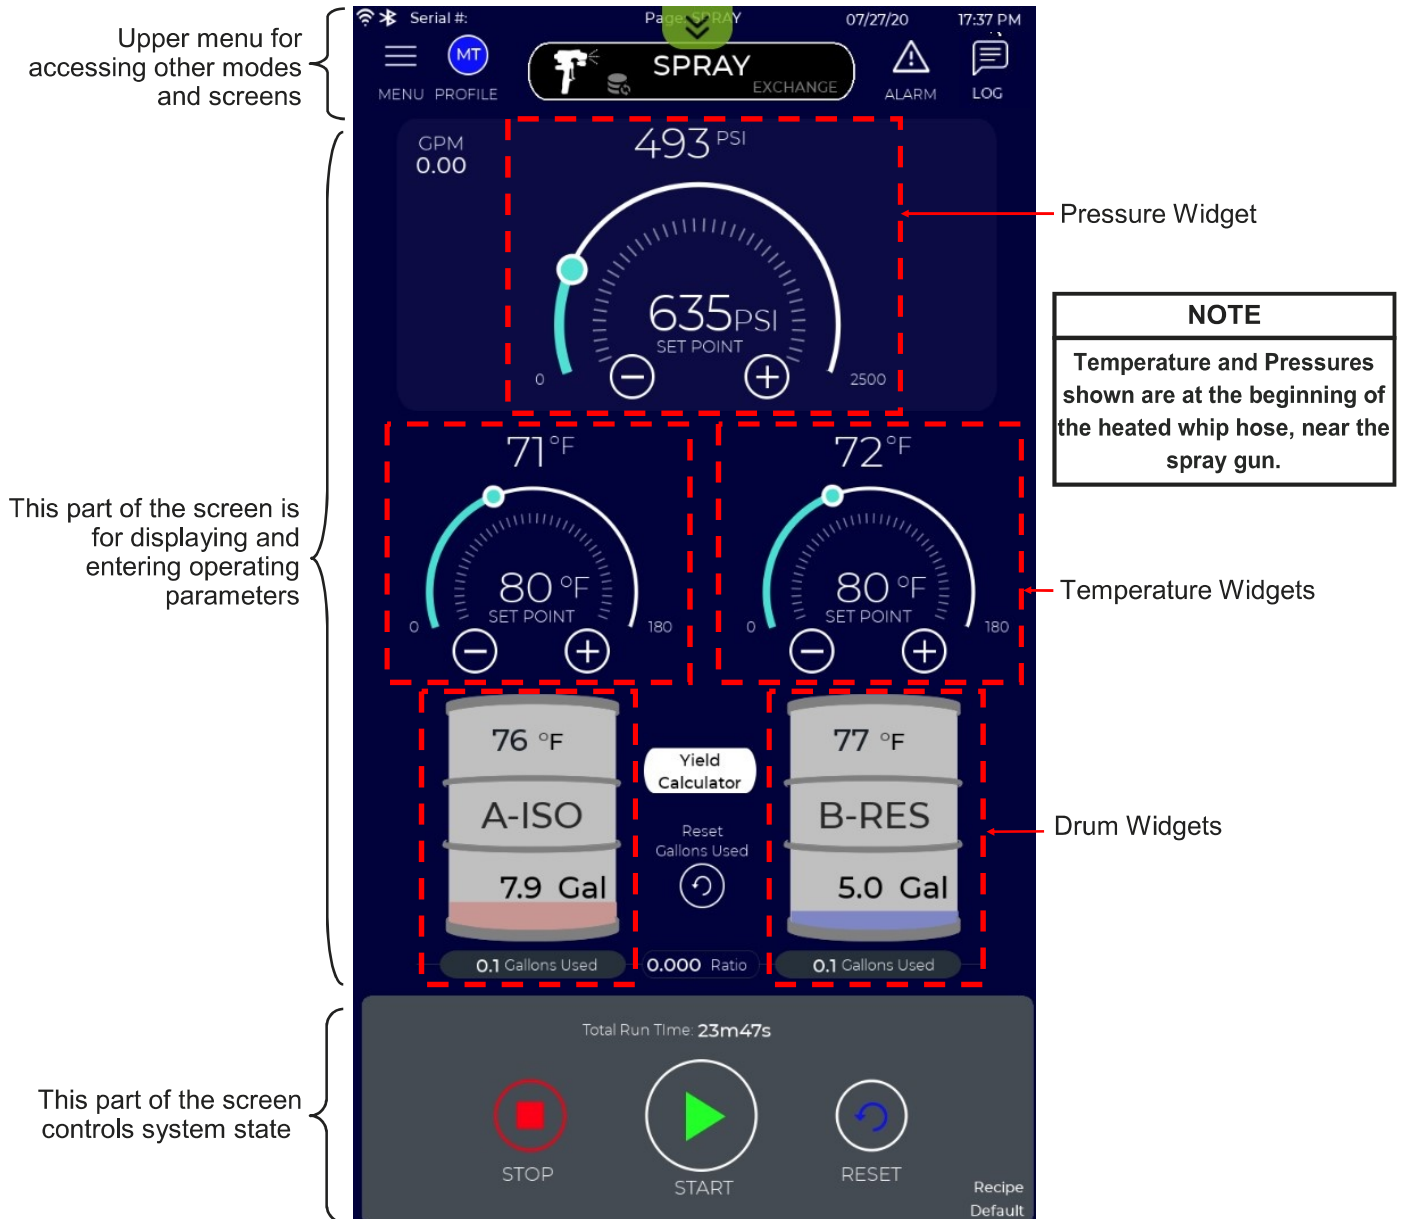 Upper menu for
accessing other modes
and screens
Serial #:
07/27/20
17:37 PM
MENU
MT
PROFILE
SPRAY
EXCHANGE
ALARM
LOG
GPM
0.00
493 PSI
635 PSI
SET POINT
0
2500
Pressure Widget
NOTE
Temperature and Pressures
shown are at the beginning of
the heated whip hose, near the
spray gun.
This part of the screen is
for displaying and
entering operating
parameters
71 °F
80 °F
SET POINT
0
180
72 °F
80 °F
SET POINT
0
180
Temperature Widgets
76 °F
A-ISO
7.9 Gal
0.1 Gallons Used
Yield
Calculator
Reset
Gallons Used
0.000 Ratio
77 °F
B-RES
5.0 Gal
0.1 Gallons Used
Drum Widgets
This part of the screen
controls system state
Total Run TIme: 23m47s
STOP
START
RESET
Recipe
Default